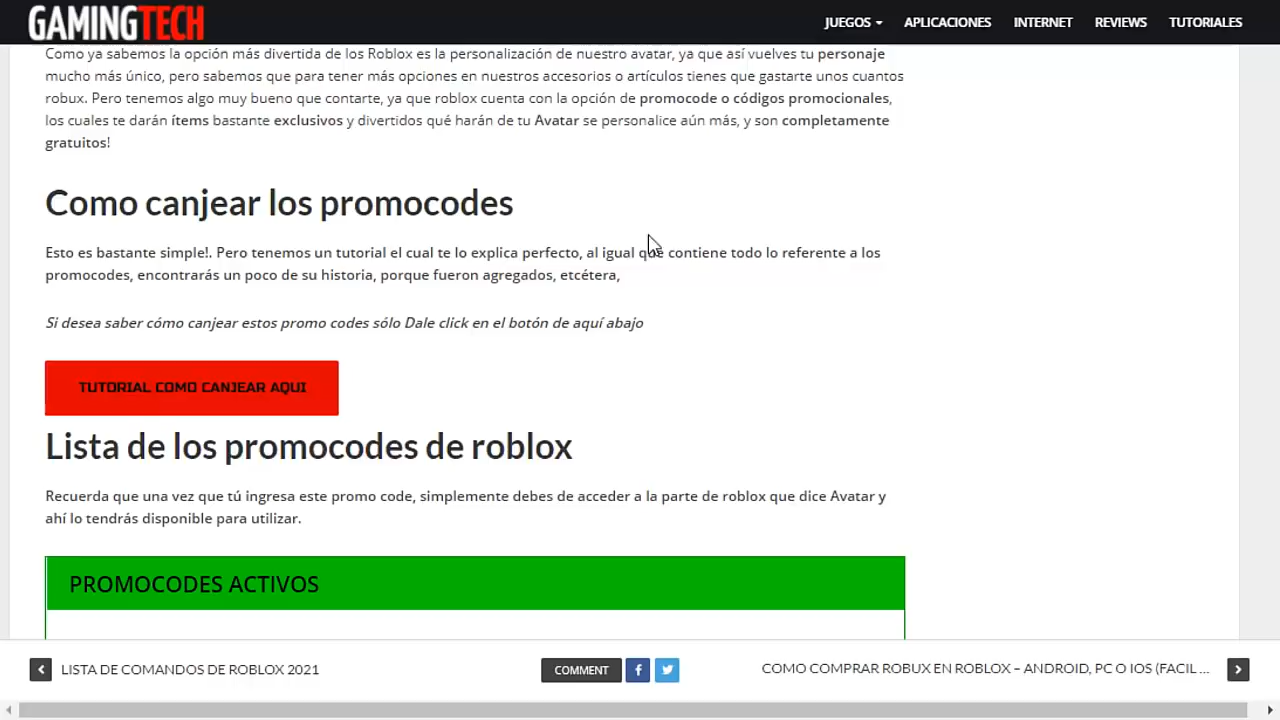 GAMINGTECH
JUEGOS
APLICACIONES
INTERNET
REVIEWS
TUTORIALES
Como ya sabemos la opción más divertida de los Roblox es la personalización de nuestro avatar, ya que así vuelves tu personaje
mucho más único, pero sabemos que para tener más opciones en nuestros accesorios o artículos tienes que gastarte unos cuantos
robux. Pero tenemos algo muy bueno que contarte, ya que roblox cuenta con la opción de promocode o códigos promocionales,
los cuales te darán ítems bastante exclusivos y divertidos qué harán de tu Avatar se personalice aún más, y son completamente
gratuitos!
Como canjear los promocodes
Esto es bastante simple!. Pero tenemos un tutorial el cual te lo explica perfecto, al igual que contiene todo lo referente a los
promocodes, encontrarás un poco de su historia, porque fueron agregados, etcétera,
Si desea saber cómo canjear estos promo codes sólo Dale click en el botón de aquí abajo
TUTORIAL COMO CANJEAR AQUI
Lista de los promocodes de roblox
Recuerda que una vez que tú ingresa este promo code, simplemente debes de acceder a la parte de roblox que dice Avatar y
ahí lo tendrás disponible para utilizar.
PROMOCODES ACTIVOS
LISTA DE COMANDOS DE ROBLOX 2021
COMMENT
COMO COMPRAR ROBUX EN ROBLOX – ANDROID, PC O IOS (FACIL ...